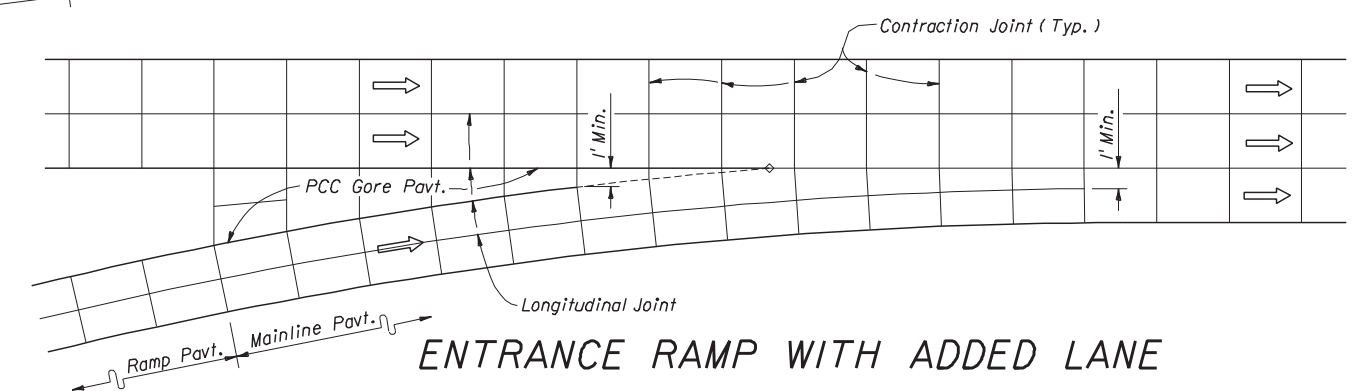 Contraction Joint ( Typ. )
1' Min.
1' Min.
PCC Gore Pavt.
Longitudinal Joint
Mainline Pavt.
Ramp Pavt.
ENTRANCE RAMP WITH ADDED LANE